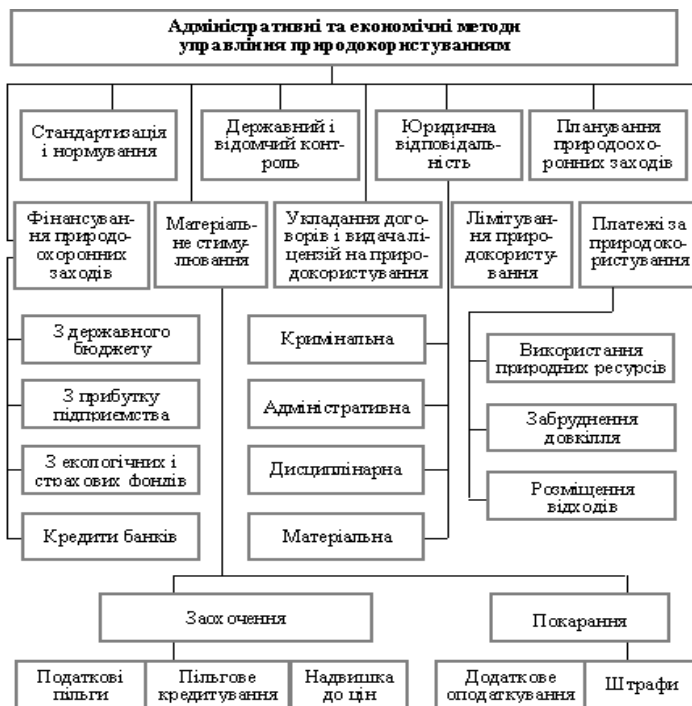 Адміністративні та економічні методи
управління природокористуванням
Стандартизація
і нормування
Державний і
відомчий конт-
роль
Юридична
відповідаль-
ність
Планування
природоохо-
ронних заходів
Фінансуван-
ня природо-
охоронних
заходів
Матеріаль-
не стиму-
лювання
Укладання дого-
ворів і видача лі-
цензій на приро-
докористування
Лімітуван-
ня приро-
докористу-
вання
Платежі за
природоко-
ристування
З державного
бюджету
З прибутку
підприємства
З екологічних і
страхових фондів
Кредити банків
Кримінальна
Адміністративна
Дисциплінарна
Матеріальна
Використання
природних ресурсів
Забруднення
довкілля
Розміщення
відходів
Заохочення
Покарання
Податкові
пільги
Пільгове
кредитування
Надвишка
до цін
Додаткове
оподаткування
Штрафи